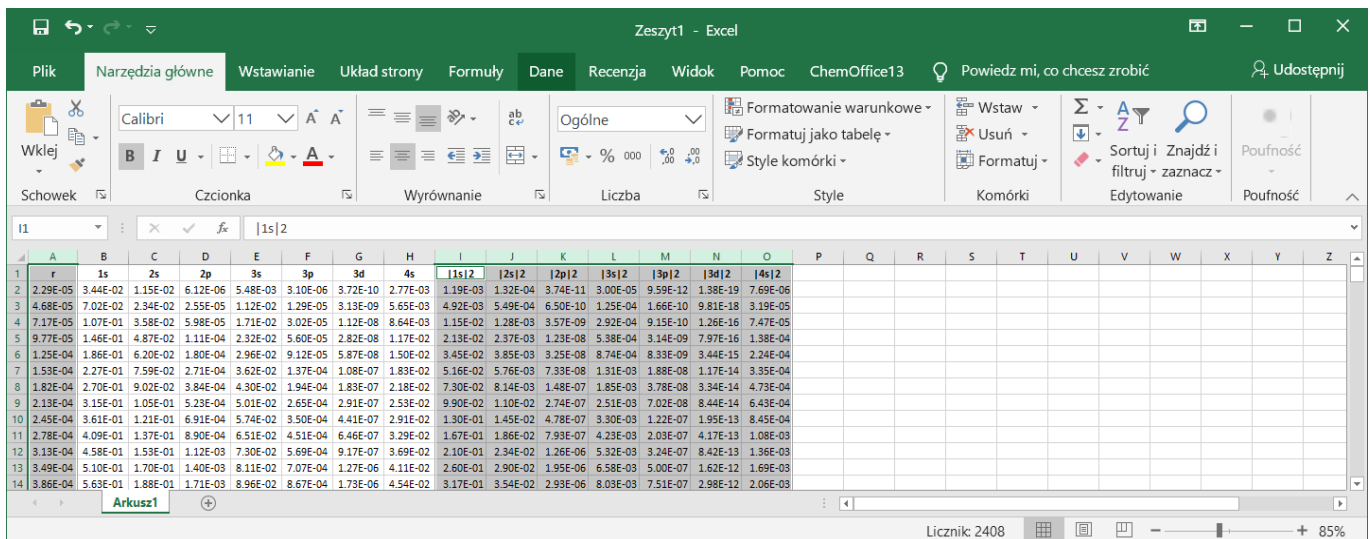 Zeszyt1 - Excel
Plik Narzędzia główne Wstawianie Układ strony Formuły Dane Recenzja Widok Pomoc ChemOffice13 Powiedz mi, co chcesz zrobić Udostępnij
Wklej
Calibri 11 A A
ab c
Ogólne
B I U A
% 000 ,00 ,0 ,00
Formatowanie warunkowe
Formatuj jako tabelę
Style komórki
Wstaw
Usuń
Formatuj
Σ A Z
Sortuj i filtruj Znajdź i zaznacz
Poufność
Schowek Czcionka Wyrównanie Liczba Style Komórki Edytowanie Poufność
I1 fx |1s|2
A B C D E F G H I J K L M N O P Q R S T U V W X Y Z
1 r 1s 2s 2p 3s 3p 3d 4s |1s|2 |2s|2 |2p|2 |3s|2 |3p|2 |3d|2 |4s|2
2 2.29E-05 3.44E-02 1.15E-02 6.12E-06 5.48E-03 3.10E-06 3.72E-10 2.77E-03 1.19E-03 1.32E-04 3.74E-11 3.00E-05 9.59E-12 1.38E-19 7.69E-06
3 4.68E-05 7.02E-02 2.34E-02 2.55E-05 1.12E-02 1.29E-05 3.13E-09 5.65E-03 4.92E-03 5.49E-04 6.50E-10 1.25E-04 1.66E-10 9.81E-18 3.19E-05
4 7.17E-05 1.07E-01 3.58E-02 5.98E-05 1.71E-02 3.02E-05 1.12E-08 8.64E-03 1.15E-02 1.28E-03 3.57E-09 2.92E-04 9.15E-10 1.26E-16 7.47E-05
5 9.77E-05 1.46E-01 4.87E-02 1.11E-04 2.32E-02 5.60E-05 2.82E-08 1.17E-02 2.13E-02 2.37E-03 1.23E-08 5.38E-04 3.14E-09 7.97E-16 1.38E-04
6 1.25E-04 1.86E-01 6.20E-02 1.80E-04 2.96E-02 9.12E-05 5.87E-08 1.50E-02 3.45E-02 3.85E-03 3.25E-08 8.74E-04 8.33E-09 3.44E-15 2.24E-04
7 1.53E-04 2.27E-01 7.59E-02 2.71E-04 3.62E-02 1.37E-04 1.08E-07 1.83E-02 5.16E-02 5.76E-03 7.33E-08 1.31E-03 1.88E-08 1.17E-14 3.35E-04
8 1.82E-04 2.70E-01 9.02E-02 3.84E-04 4.30E-02 1.94E-04 1.83E-07 2.18E-02 7.30E-02 8.14E-03 1.48E-07 1.85E-03 3.78E-08 3.34E-14 4.73E-04
9 2.13E-04 3.15E-01 1.05E-01 5.23E-04 5.01E-02 2.65E-04 2.91E-07 2.53E-02 9.90E-02 1.10E-02 2.74E-07 2.51E-03 7.02E-08 8.44E-14 6.43E-04
10 2.45E-04 3.61E-01 1.21E-01 6.91E-04 5.74E-02 3.50E-04 4.41E-07 2.91E-02 1.30E-01 1.45E-02 4.78E-07 3.30E-03 1.22E-07 1.95E-13 8.45E-04
11 2.78E-04 4.09E-01 1.37E-01 8.90E-04 6.51E-02 4.51E-04 6.46E-07 3.29E-02 1.67E-01 1.86E-02 7.93E-07 4.23E-03 2.03E-07 4.17E-13 1.08E-03
12 3.13E-04 4.58E-01 1.53E-01 1.12E-03 7.30E-02 5.69E-04 9.17E-07 3.69E-02 2.10E-01 2.34E-02 1.26E-06 5.32E-03 3.24E-07 8.42E-13 1.36E-03
13 3.49E-04 5.10E-01 1.70E-01 1.40E-03 8.11E-02 7.07E-04 1.27E-06 4.11E-02 2.60E-01 2.90E-02 1.95E-06 6.58E-03 5.00E-07 1.62E-12 1.69E-03
14 3.86E-04 5.63E-01 1.88E-01 1.71E-03 8.96E-02 8.67E-04 1.73E-06 4.54E-02 3.17E-01 3.54E-02 2.93E-06 8.03E-03 7.51E-07 2.98E-12 2.06E-03
Arkusz1
Licznik: 2408 85%